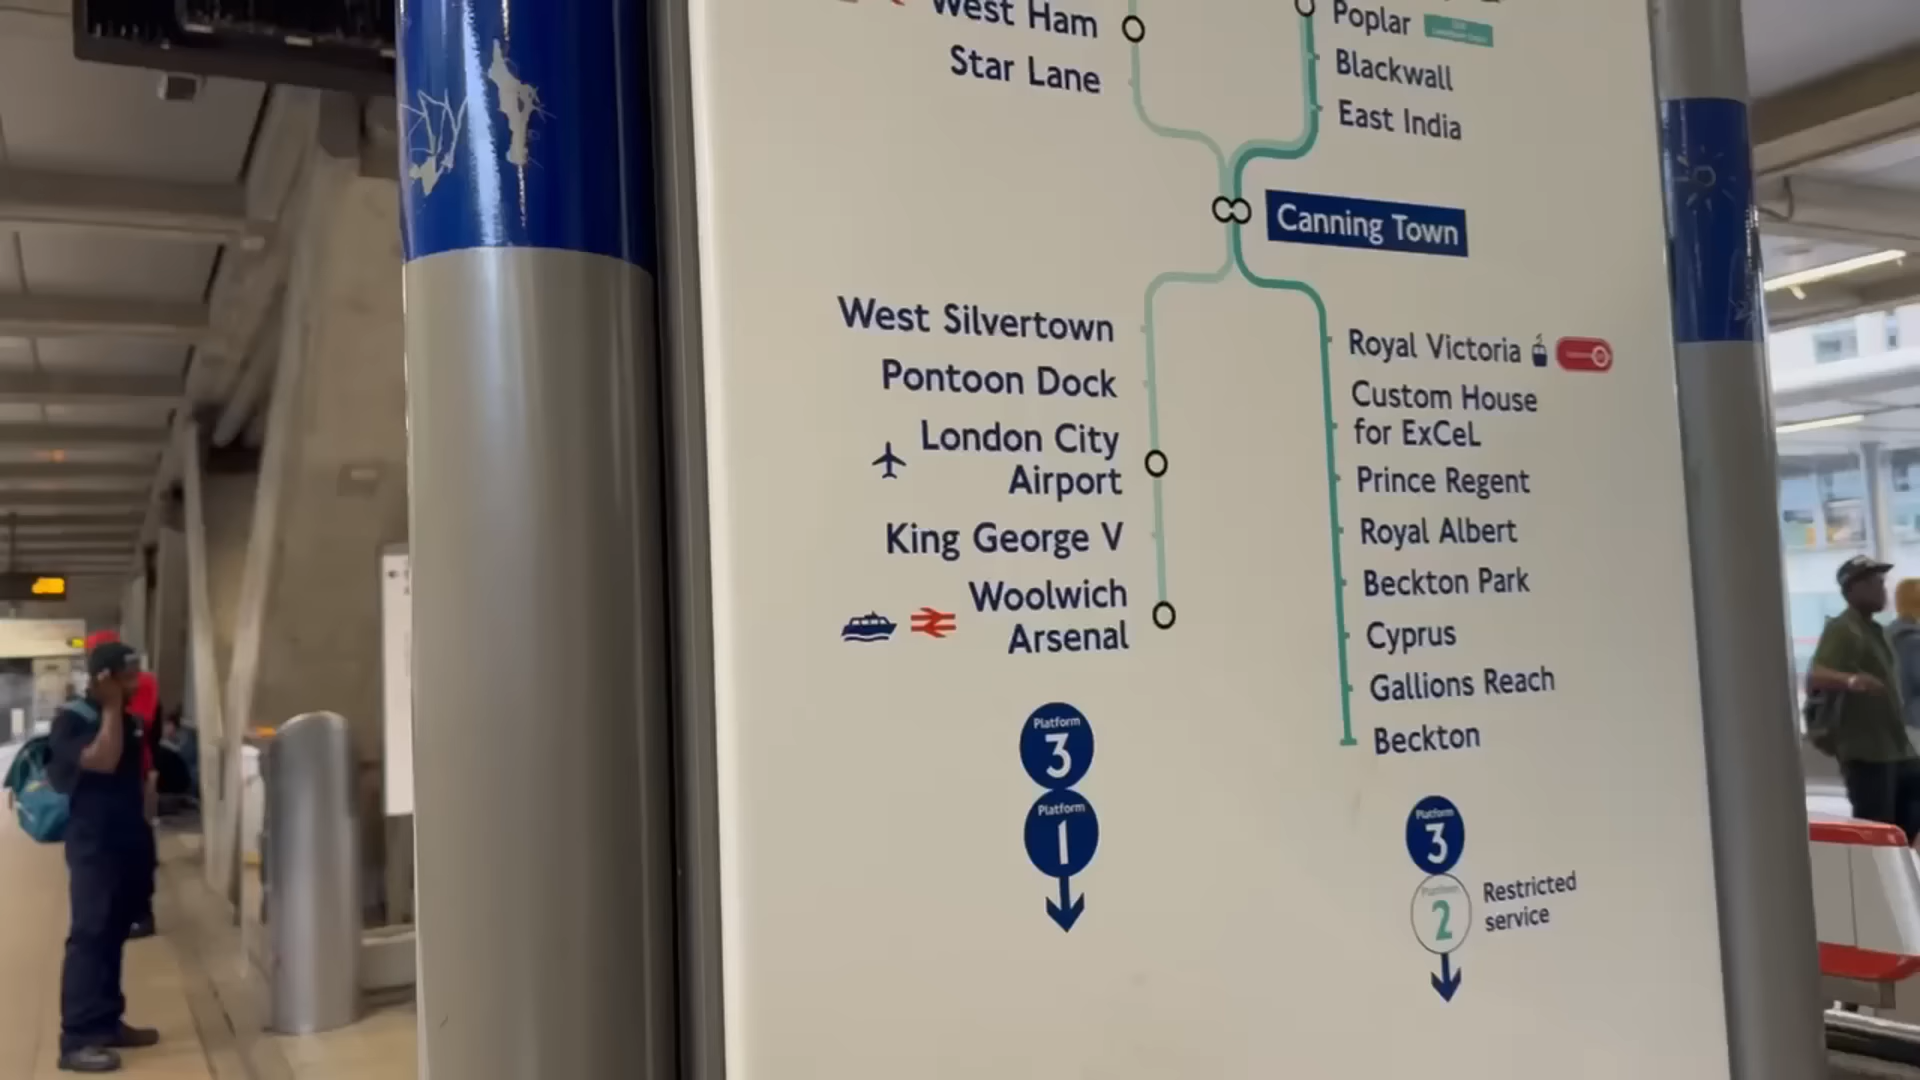 West Ham
Star Lane
Poplar
Blackwall
East India
Canning Town
West Silvertown
Pontoon Dock
London City
Airport
King George V
Woolwich
Arsenal
Platform
3
Platform
1
Royal Victoria
Custom House
for ExCeL
Prince Regent
Royal Albert
Beckton Park
Cyprus
Gallions Reach
Beckton
Platform
3
Platform
2
Restricted
service